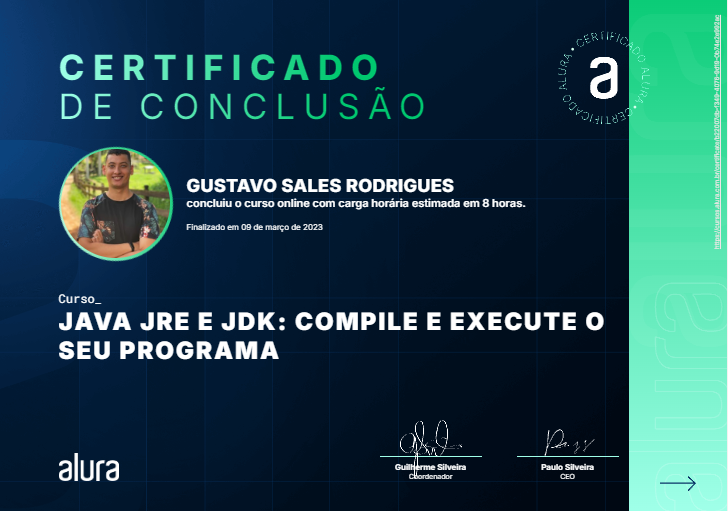 CERTIFICADO
DE CONCLUSÃO
CERTIFICADO ALURA • CERTIFICADO ALURA •
a
GUSTAVO SALES RODRIGUES
concluiu o curso online com carga horária estimada em 8 horas.
Finalizado em 09 de março de 2023
Curso_
JAVA JRE E JDK: COMPILE E EXECUTE O
SEU PROGRAMA
alura
Guilherme Silveira
Coordenador
Paulo Silveira
CEO
alura